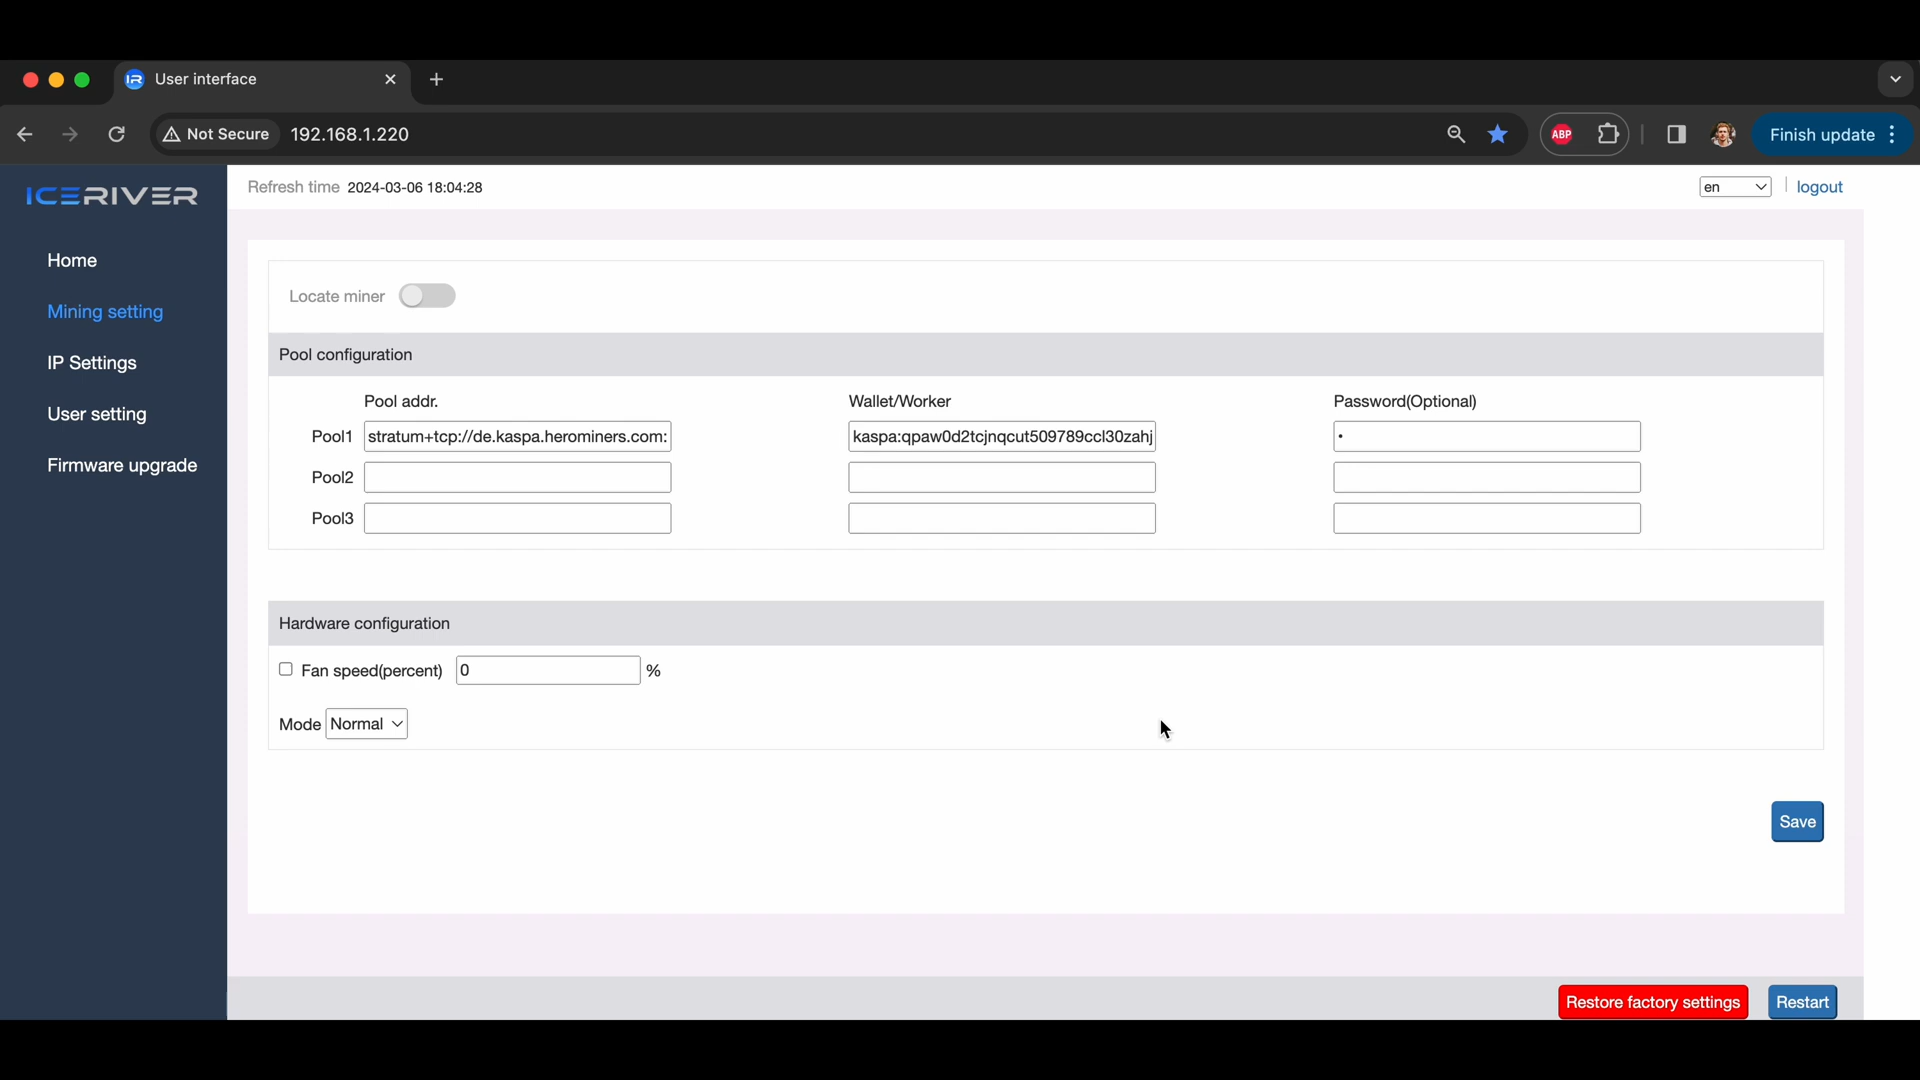 User interface
Not Secure 192.168.1.220
ABP
Finish update
ICERIVER
Refresh time 2024-03-06 18:04:28
en
logout
Home
Mining setting
IP Settings
User setting
Firmware upgrade
Locate miner
Pool configuration
Pool addr. Wallet/Worker Password(Optional)
Pool1 stratum+tcp://de.kaspa.herominers.com: kaspa:qpaw0d2tcjnqcut509789ccl30zahj •
Pool2
Pool3
Hardware configuration
Fan speed(percent) 0 %
Mode Normal
Save
Restore factory settings Restart